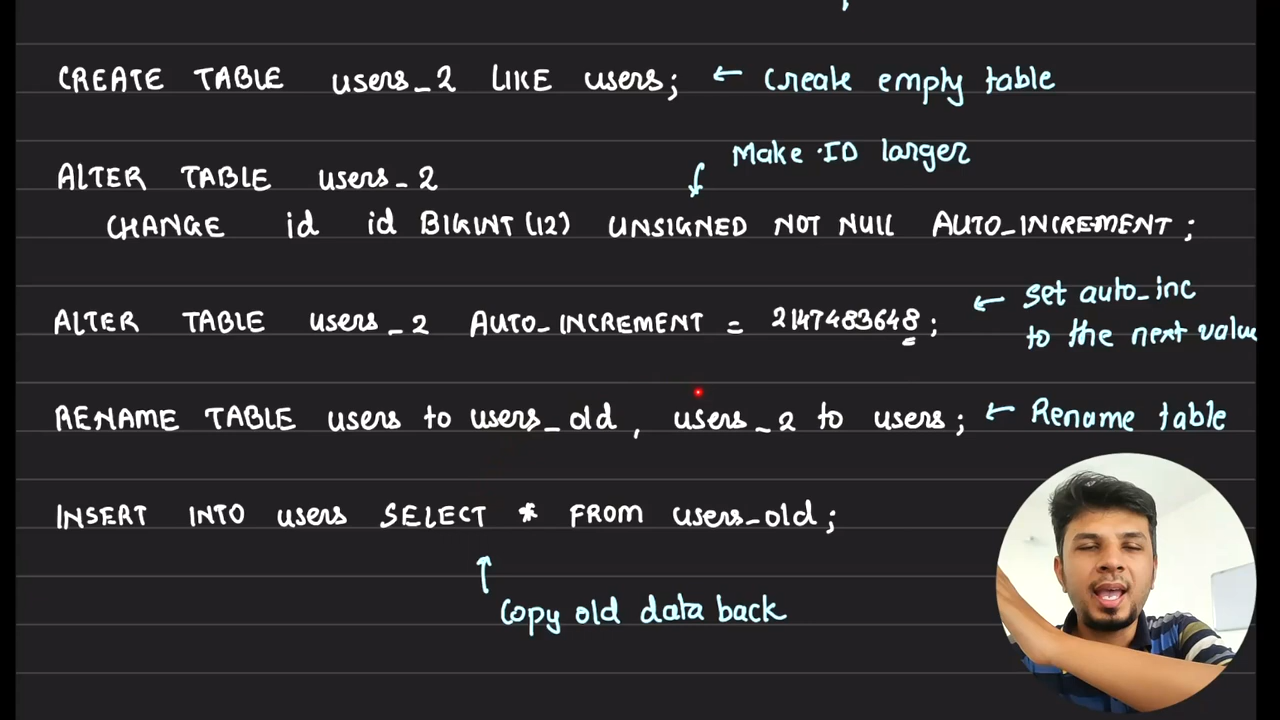 CREATE TABLE users_2 LIKE users; ← Create empty table
Make ID larger
ALTER TABLE users_2
CHANGE id id BIGINT (12) UNSIGNED NOT NULL AUTO_INCREMENT;
← Set auto_inc
ALTER TABLE users_2 AUTO_INCREMENT = 2147483648;
to the next value
RENAME TABLE users to users_old, users_2 to users; ← Rename table
INSERT INTO users SELECT * FROM users_old;
Copy old data back